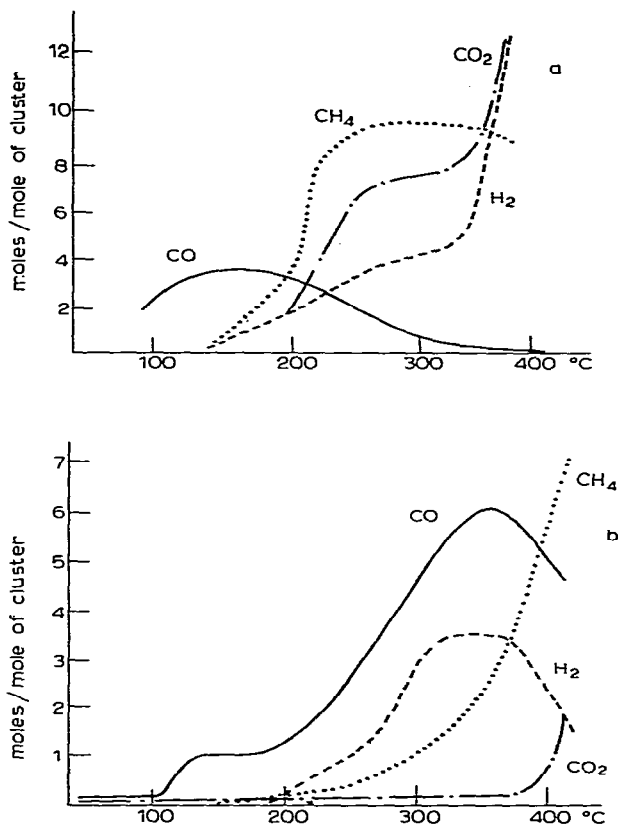 moles/mole of cluster
12
10
8
6
4
2
CO
CH₄
CO₂
H₂
a
100 200 300 400 °C
moles/mole of cluster
7
6
5
4
3
2
1
CO
CH₄
b
H₂
CO₂
100 200 300 400 °C